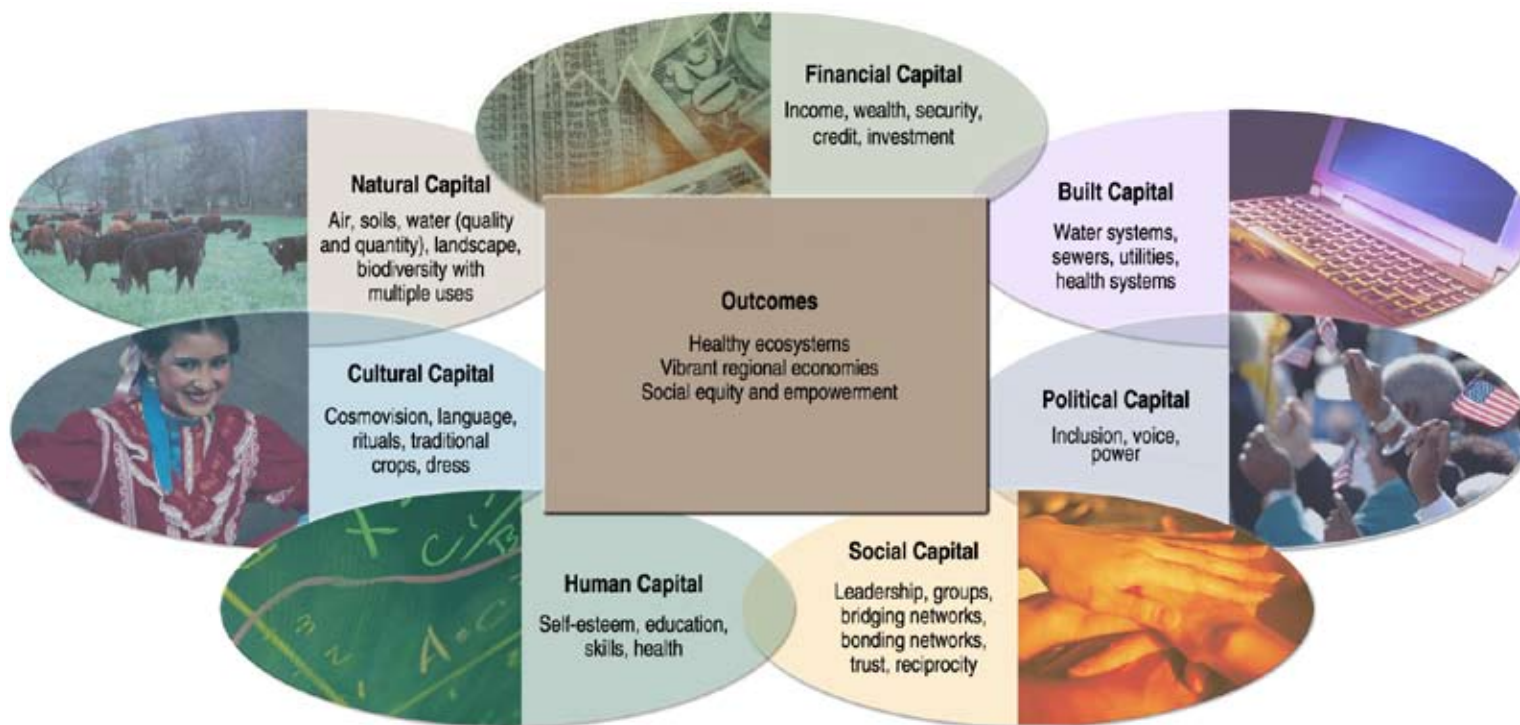 Financial Capital
Income, wealth, security,
credit, investment
Natural Capital
Air, soils, water (quality
and quantity), landscape,
biodiversity with
multiple uses
Built Capital
Water systems,
sewers, utilities,
health systems
Outcomes
Healthy ecosystems
Vibrant regional economies
Social equity and empowerment
Cultural Capital
Cosmovision, language,
rituals, traditional
crops, dress
Political Capital
Inclusion, voice,
power
Human Capital
Self-esteem, education,
skills, health
Social Capital
Leadership, groups,
bridging networks,
bonding networks,
trust, reciprocity